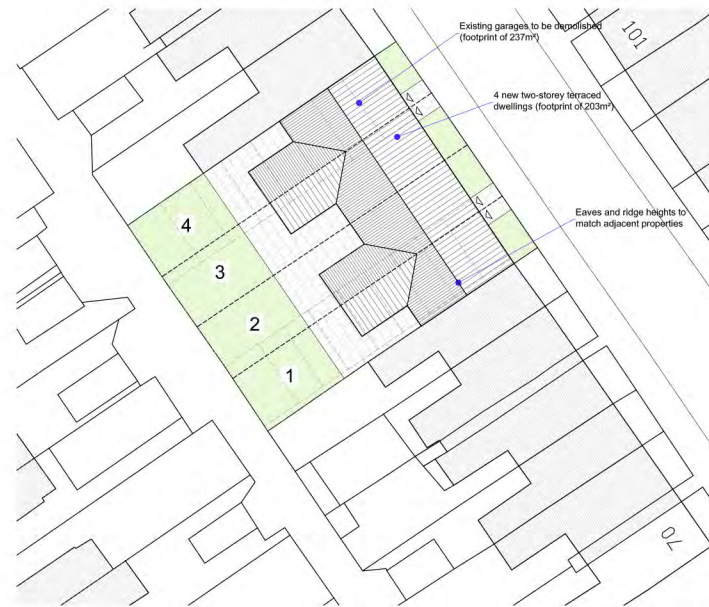 Existing garages to be demolished
(footprint of 237m²)
101
4 new two-storey terraced
dwellings (footprint of 203m²)
Eaves and ridge heights to
match adjacent properties
4
3
2
1
70